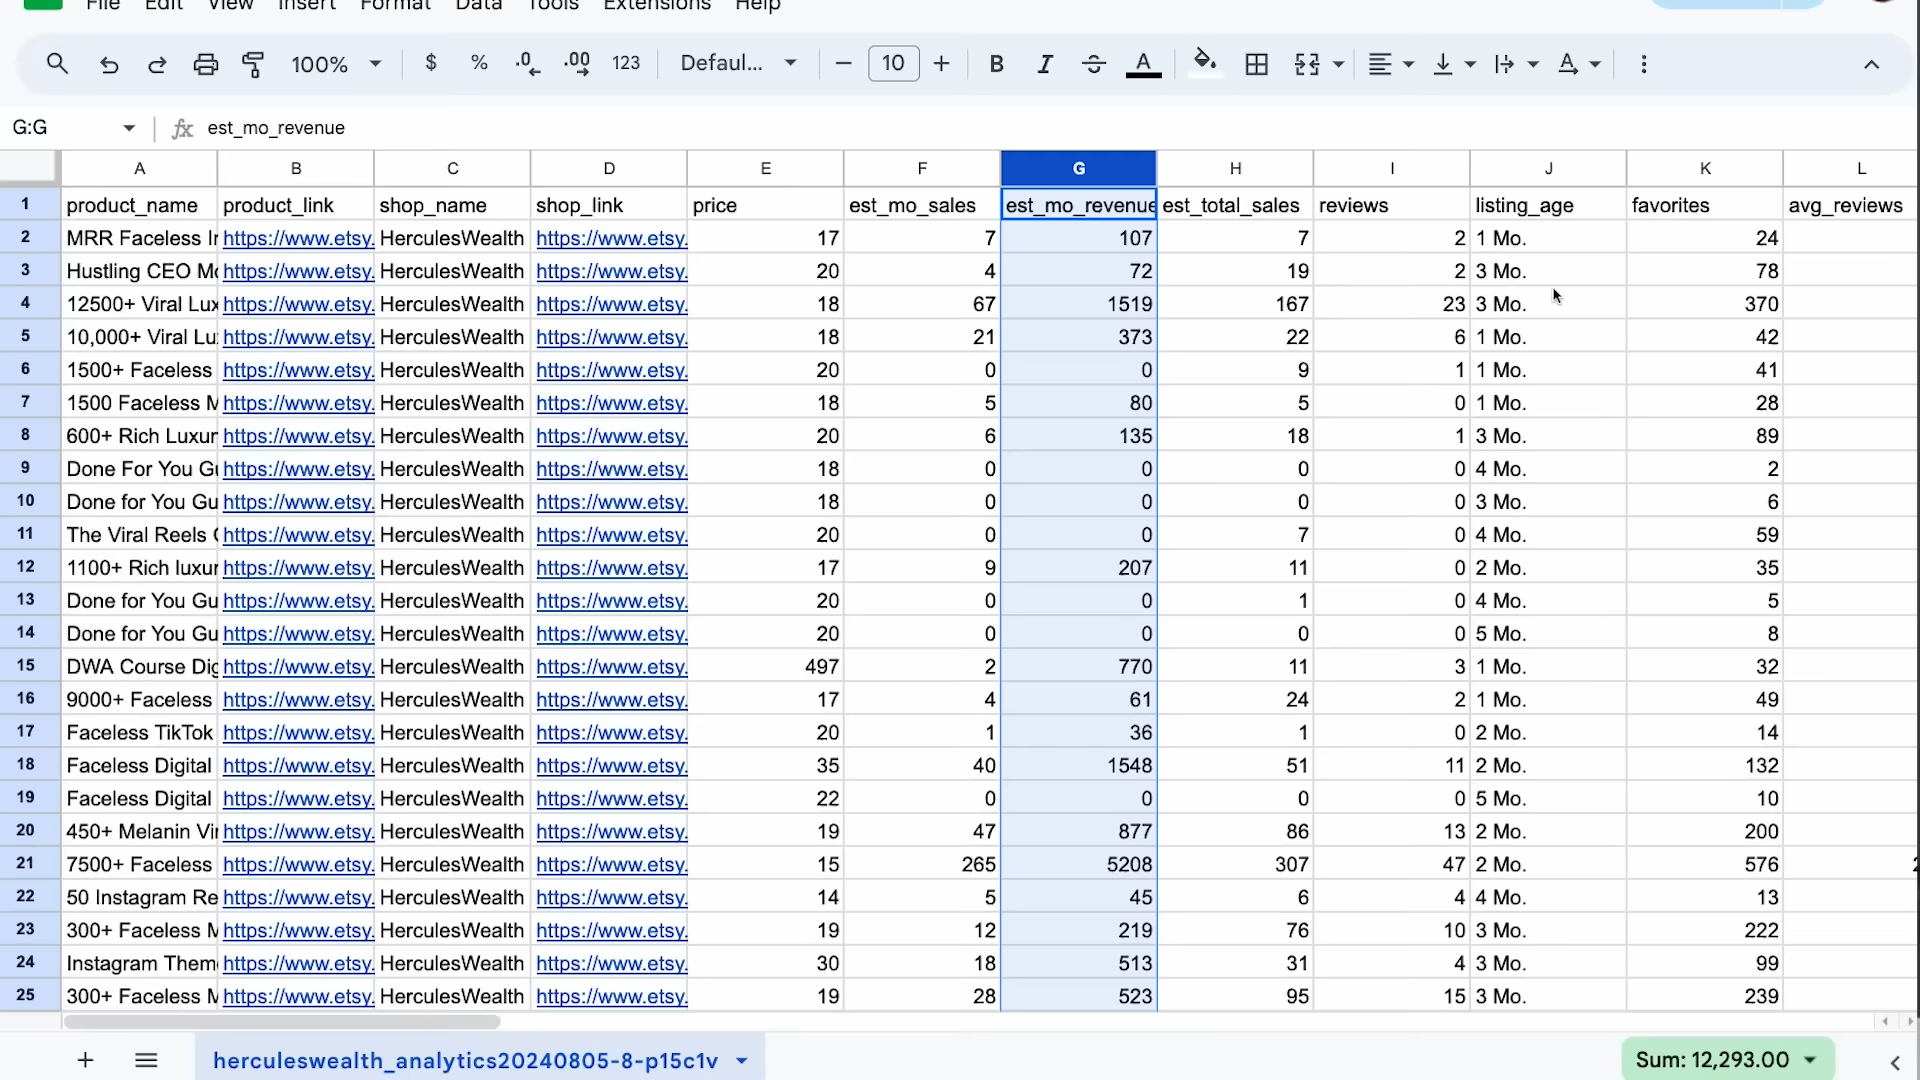 File Edit View Insert Format Data Tools Extensions Help
100% $ % .0 .00 123 Defaul... 10 B I S A A
G:G fx est_mo_revenue
A B C D E F G H I J K L
1 product_name product_link shop_name shop_link price est_mo_sales est_mo_revenue est_total_sales reviews listing_age favorites avg_reviews
2 MRR Faceless In https://www.etsy. HerculesWealth https://www.etsy. 17 7 107 7 2 1 Mo. 24
3 Hustling CEO Mo https://www.etsy. HerculesWealth https://www.etsy. 20 4 72 19 2 3 Mo. 78
4 12500+ Viral Lux https://www.etsy. HerculesWealth https://www.etsy. 18 67 1519 167 23 3 Mo. 370
5 10,000+ Viral Lu https://www.etsy. HerculesWealth https://www.etsy. 18 21 373 22 6 1 Mo. 42
6 1500+ Faceless https://www.etsy. HerculesWealth https://www.etsy. 20 0 0 9 1 1 Mo. 41
7 1500 Faceless M https://www.etsy. HerculesWealth https://www.etsy. 18 5 80 5 0 1 Mo. 28
8 600+ Rich Luxur https://www.etsy. HerculesWealth https://www.etsy. 20 6 135 18 1 3 Mo. 89
9 Done For You Gu https://www.etsy. HerculesWealth https://www.etsy. 18 0 0 0 0 4 Mo. 2
10 Done for You Gu https://www.etsy. HerculesWealth https://www.etsy. 18 0 0 0 0 3 Mo. 6
11 The Viral Reels https://www.etsy. HerculesWealth https://www.etsy. 20 0 0 7 0 4 Mo. 59
12 1100+ Rich luxur https://www.etsy. HerculesWealth https://www.etsy. 17 9 207 11 0 2 Mo. 35
13 Done for You Gu https://www.etsy. HerculesWealth https://www.etsy. 20 0 0 1 0 4 Mo. 5
14 Done for You Gu https://www.etsy. HerculesWealth https://www.etsy. 20 0 0 0 0 5 Mo. 8
15 DWA Course Dig https://www.etsy. HerculesWealth https://www.etsy. 497 2 770 11 3 1 Mo. 32
16 9000+ Faceless https://www.etsy. HerculesWealth https://www.etsy. 17 4 61 24 2 1 Mo. 49
17 Faceless TikTok https://www.etsy. HerculesWealth https://www.etsy. 20 1 36 1 0 2 Mo. 14
18 Faceless Digital https://www.etsy. HerculesWealth https://www.etsy. 35 40 1548 51 11 2 Mo. 132
19 Faceless Digital https://www.etsy. HerculesWealth https://www.etsy. 22 0 0 0 0 5 Mo. 10
20 450+ Melanin Vir https://www.etsy. HerculesWealth https://www.etsy. 19 47 877 86 13 2 Mo. 200
21 7500+ Faceless https://www.etsy. HerculesWealth https://www.etsy. 15 265 5208 307 47 2 Mo. 576
22 50 Instagram Re https://www.etsy. HerculesWealth https://www.etsy. 14 5 45 6 4 4 Mo. 13
23 300+ Faceless M https://www.etsy. HerculesWealth https://www.etsy. 19 12 219 76 10 3 Mo. 222
24 Instagram Them https://www.etsy. HerculesWealth https://www.etsy. 30 18 513 31 4 3 Mo. 99
25 300+ Faceless M https://www.etsy. HerculesWealth https://www.etsy. 19 28 523 95 15 3 Mo. 239
herculeswealth_analytics20240805-8-p15c1v Sum: 12,293.00